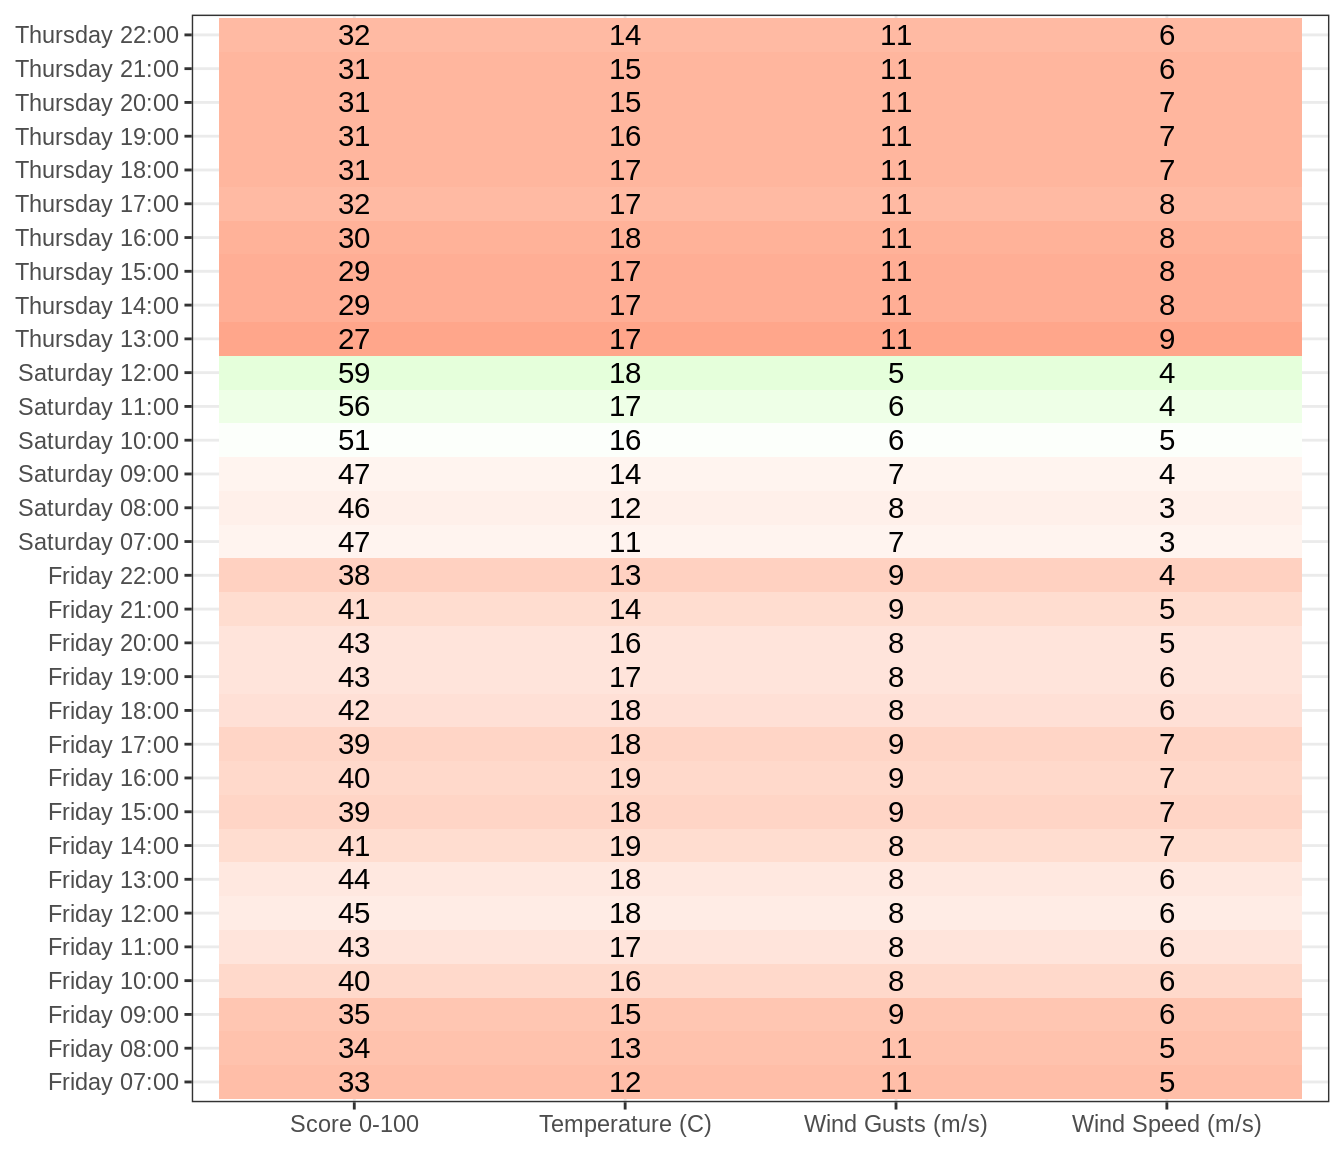 Thursday 22:00 32 14 11 6
Thursday 21:00 31 15 11 6
Thursday 20:00 31 15 11 7
Thursday 19:00 31 16 11 7
Thursday 18:00 31 17 11 7
Thursday 17:00 32 17 11 8
Thursday 16:00 30 18 11 8
Thursday 15:00 29 17 11 8
Thursday 14:00 29 17 11 8
Thursday 13:00 27 17 11 9
Saturday 12:00 59 18 5 4
Saturday 11:00 56 17 6 4
Saturday 10:00 51 16 6 5
Saturday 09:00 47 14 7 4
Saturday 08:00 46 12 8 3
Saturday 07:00 47 11 7 3
Friday 22:00 38 13 9 4
Friday 21:00 41 14 9 5
Friday 20:00 43 16 8 5
Friday 19:00 43 17 8 6
Friday 18:00 42 18 8 6
Friday 17:00 39 18 9 7
Friday 16:00 40 19 9 7
Friday 15:00 39 18 9 7
Friday 14:00 41 19 8 7
Friday 13:00 44 18 8 6
Friday 12:00 45 18 8 6
Friday 11:00 43 17 8 6
Friday 10:00 40 16 8 6
Friday 09:00 35 15 9 6
Friday 08:00 34 13 11 5
Friday 07:00 33 12 11 5
Score 0-100 Temperature (C) Wind Gusts (m/s) Wind Speed (m/s)